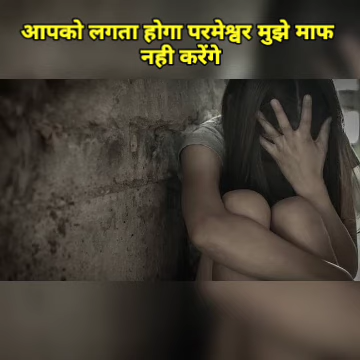 आपको लगता होगा परमेश्वर मुझे माफ
नही करेंगे